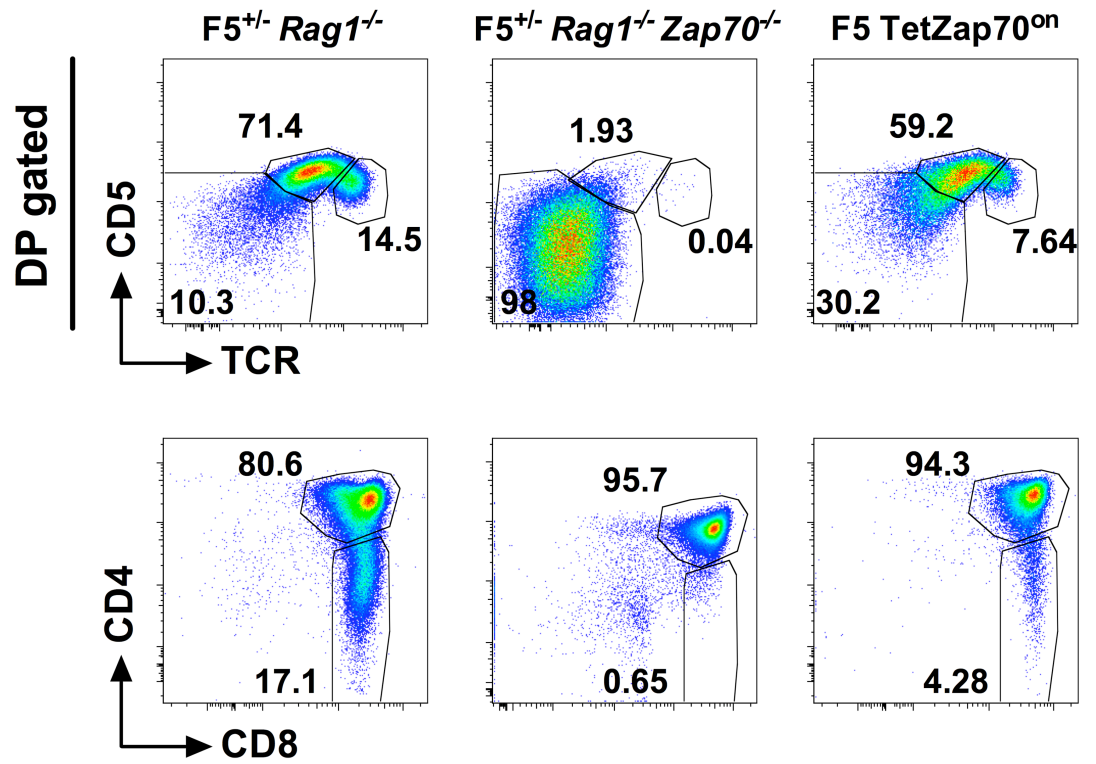 F5+/- Rag1-/-
F5+/- Rag1-/- Zap70-/-
F5 TetZap70on
DP gated
CD5
TCR
71.4
14.5
10.3
1.93
0.04
98
59.2
7.64
30.2
CD4
CD8
80.6
17.1
95.7
0.65
94.3
4.28